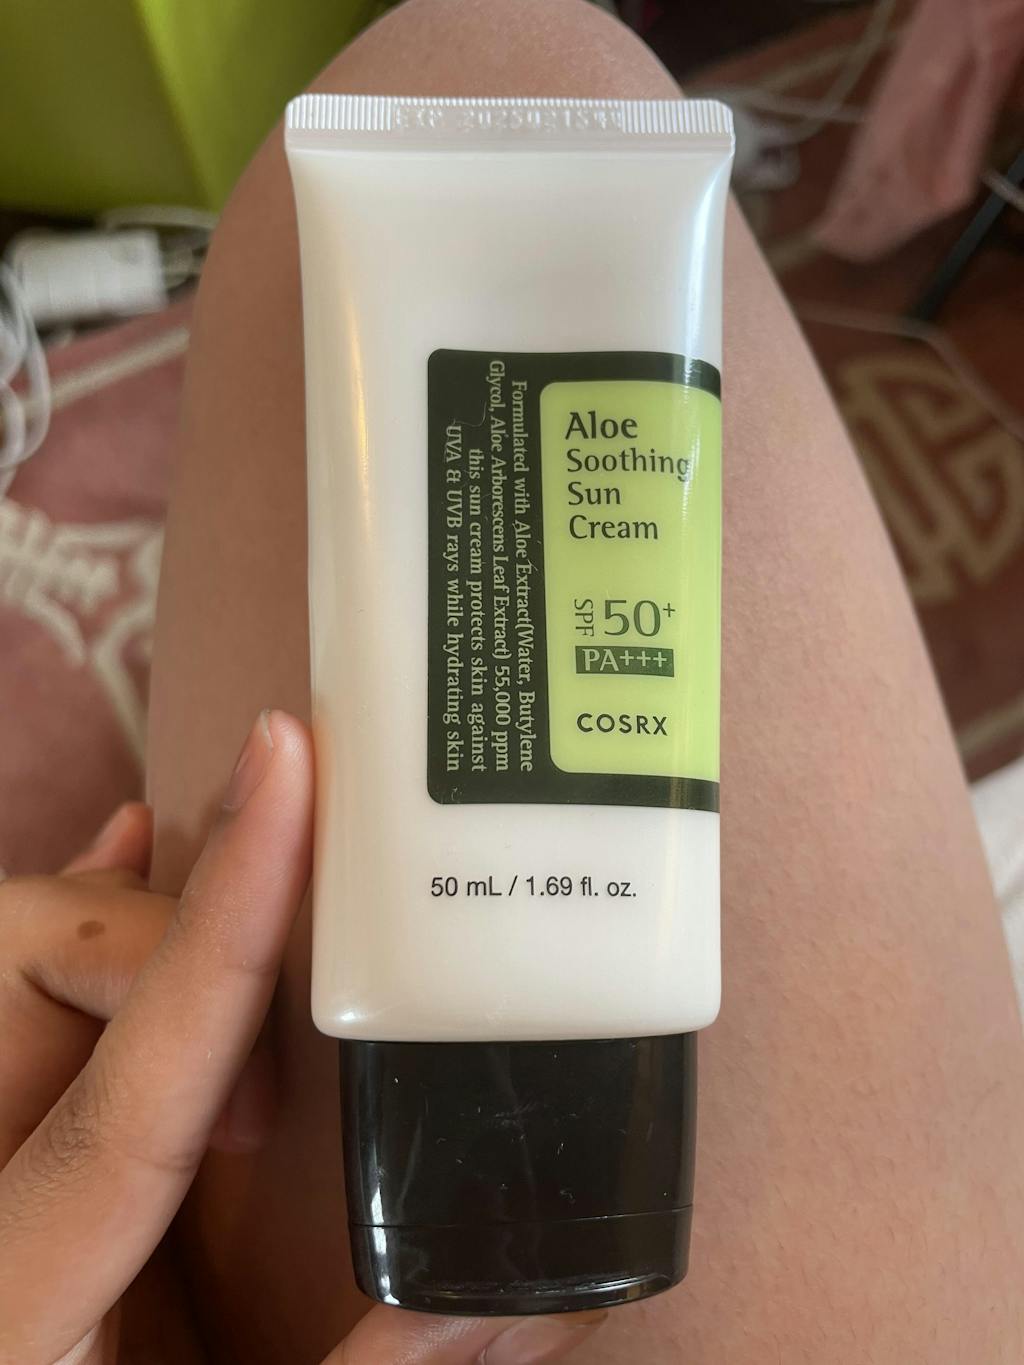 EXP 20250215
Aloe
Soothing
Sun
Cream
SPF 50+
PA+++
COSRX
Formulated with Aloe Extract(Water, Butylene
Glycol, Aloe Arborescens Leaf Extract) 55,000 ppm
this sun cream protects skin against
UVA & UVB rays while hydrating skin
50 mL / 1.69 fl. oz.